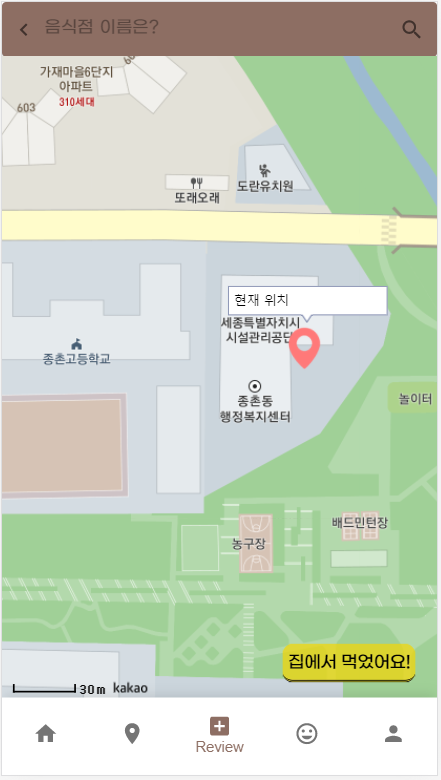 음식점 이름은?
60
가재마을6단지
아파트
310세대
603
도란유치원
또래오래
현재 위치
세종특별자치시
시설관리공단
종촌고등학교
종촌동
행정복지센터
놀이터
배드민턴장
농구장
집에서 먹었어요!
30m kakao
Review